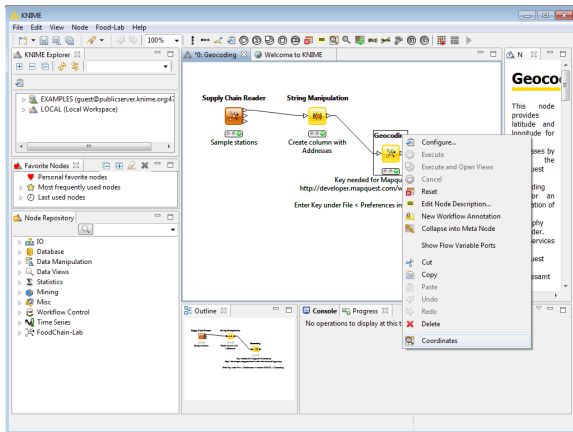 KNIME
File Edit View Node Food-Lab Help
100%
KNIME Explorer
EXAMPLES (guest@publicserver.knime.org:47
LOCAL (Local Workspace)
Favorite Nodes
Personal favorite nodes
Most frequently used nodes
Last used nodes
Node Repository
IO
Database
Data Manipulation
Data Views
Statistics
Mining
Misc
Workflow Control
Time Series
FoodChain-Lab
*0: Geocoding Welcome to KNIME
Supply Chain Reader String Manipulation
Sample stations
Create column with
Addresses
Geocodin
Key needed for Mapqu
http://developer.mapquest.com/w
Enter Key under File < Preferences in
Configure...
Execute
Execute and Open Views
Cancel
Reset
Edit Node Description...
New Workflow Annotation
Collapse into Meta Node
Show Flow Variable Ports
Cut
Copy
Paste
Undo
Redo
Delete
Coordinates
N
Geoco
This node
provides
latitude and
longitude for
sses by
the
uest
ding
or an
ation of
phy
der.
ervices
uest
esamt
Outline
Console Progress
No operations to display at this t